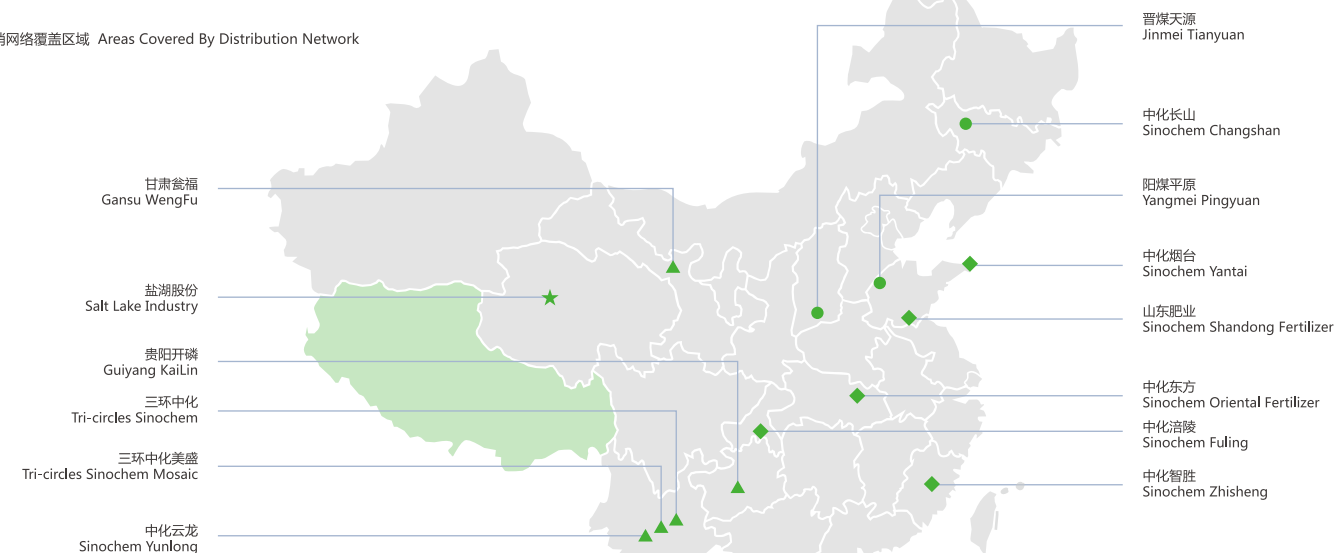 销网络覆盖区域 Areas Covered By Distribution Network
甘肃瓮福
Gansu WengFu
盐湖股份
Salt Lake Industry
贵阳开磷
Guiyang KaiLin
三环中化
Tri-circles Sinochem
三环中化美盛
Tri-circles Sinochem Mosaic
中化云龙
Sinochem Yunlong
晋煤天源
Jinmei Tianyuan
中化长山
Sinochem Changshan
阳煤平原
Yangmei Pingyuan
中化烟台
Sinochem Yantai
山东肥业
Sinochem Shandong Fertilizer
中化东方
Sinochem Oriental Fertilizer
中化涪陵
Sinochem Fuling
中化智胜
Sinochem Zhisheng